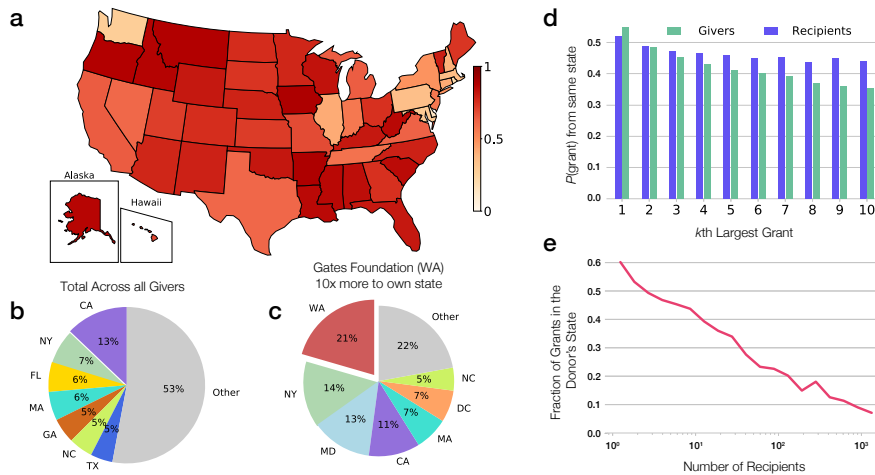 a
1
0.5
0
Alaska
Hawaii
b
Total Across all Givers
CA
NY
FL
MA
GA
NC
TX
Other
13%
7%
6%
6%
5%
5%
5%
53%
c
Gates Foundation (WA)
10x more to own state
WA
NY
MD
CA
MA
DC
NC
Other
21%
14%
13%
11%
7%
7%
5%
22%
d
Givers
Recipients
P(grant) from same state
0.5
0.4
0.3
0.2
0.1
0.0
1 2 3 4 5 6 7 8 9 10
kth Largest Grant
e
Fraction of Grants in the
Donor's State
0.6
0.5
0.4
0.3
0.2
0.1
0.0
10⁰ 10¹ 10² 10³
Number of Recipients